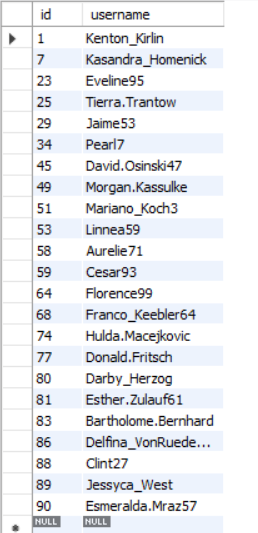 id username
1 Kenton_Kirlin
7 Kasandra_Homenick
23 Eveline95
25 Tierra.Trantow
29 Jaime53
34 Pearl7
45 David.Osinski47
49 Morgan.Kassulke
51 Mariano_Koch3
53 Linnea59
58 Aurelie71
59 Cesar93
64 Florence99
68 Franco_Keebler64
74 Hulda.Macejkovic
77 Donald.Fritsch
80 Darby_Herzog
81 Esther.Zulauf61
83 Bartholome.Bernhard
86 Delfina_VonRuede...
88 Clint27
89 Jessyca_West
90 Esmeralda.Mraz57
NULL NULL